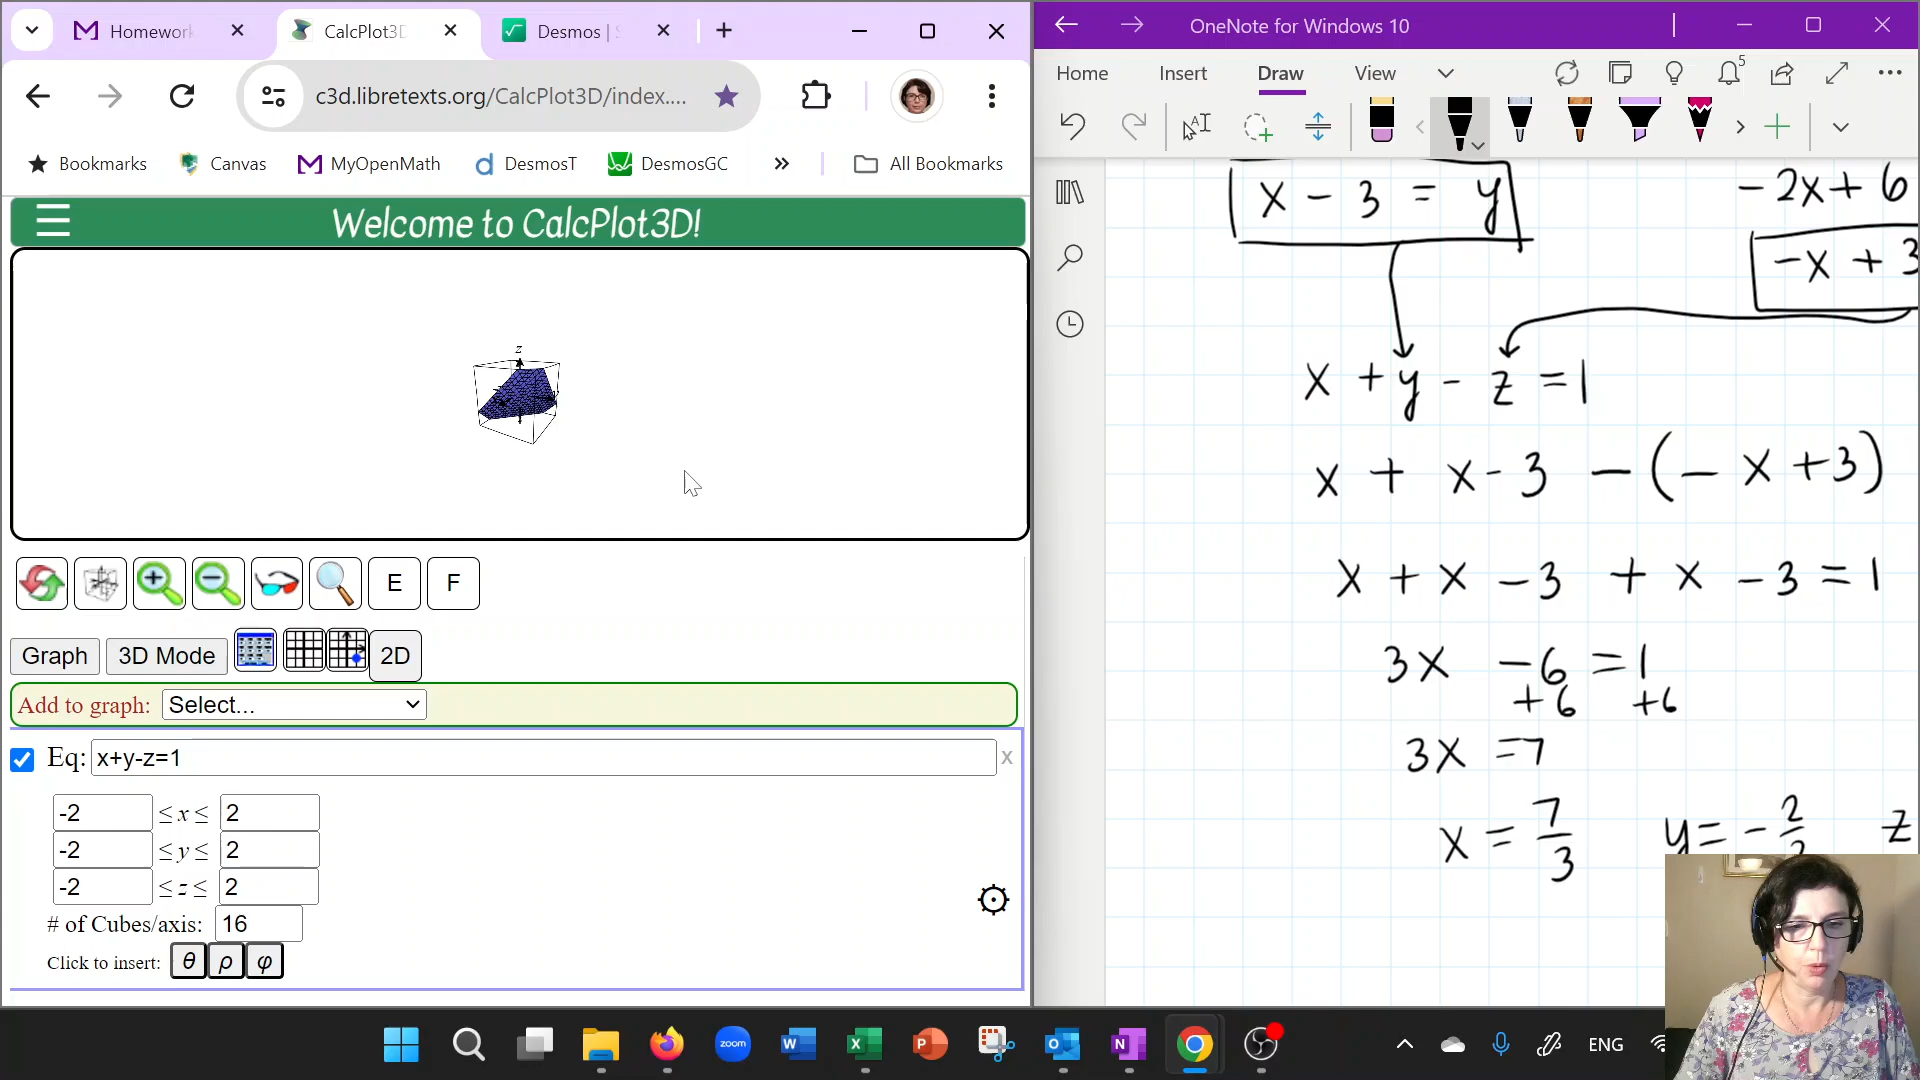 Homework
CalcPlot3D
Desmos | S
c3d.libretexts.org/CalcPlot3D/index....
Bookmarks
Canvas
MyOpenMath
DesmosT
DesmosGC
All Bookmarks
Welcome to CalcPlot3D!
z
E
F
Graph
3D Mode
2D
Add to graph:
Select...
Eq:
x+y-z=1
x
-2 ≤ x ≤ 2
-2 ≤ y ≤ 2
-2 ≤ z ≤ 2
# of Cubes/axis: 16
Click to insert: θ ρ φ
OneNote for Windows 10
Home
Insert
Draw
View
5
x - 3 = y
-2x + 6
-x + 3
x + y - z = 1
x + x - 3 - (-x + 3)
x + x - 3 + x - 3 = 1
3x - 6 = 1
+6 +6
3x = 7
x = 7/3
z
zoom
ENG